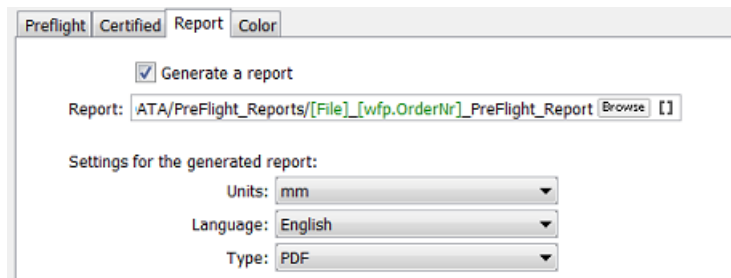 Preflight Certified Report Color
Generate a report
Report: ATA/PreFlight_Reports/[File]_[wfp.OrderNr]_PreFlight_Report Browse []
Settings for the generated report:
Units: mm
Language: English
Type: PDF